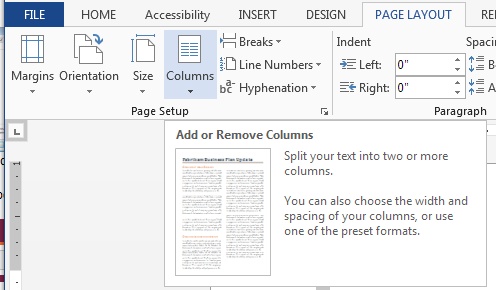 FILE HOME Accessibility INSERT DESIGN PAGE LAYOUT
Margins Orientation Size Columns
Breaks
Line Numbers
Hyphenation
Page Setup
Indent Spacin
Left: 0"
Right: 0"
Paragraph
Add or Remove Columns
Fabrikam Business Plan Update
Split your text into two or more
columns.
You can also choose the width and
spacing of your columns, or use
one of the preset formats.